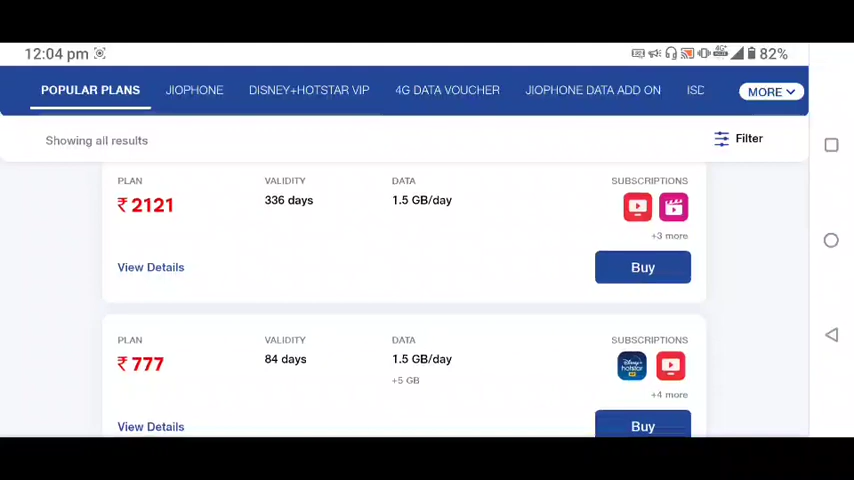 12:04 pm 82%
POPULAR PLANS JIOPHONE DISNEY+HOTSTAR VIP 4G DATA VOUCHER JIOPHONE DATA ADD ON ISD MORE
Showing all results Filter
PLAN VALIDITY DATA SUBSCRIPTIONS
₹ 2121 336 days 1.5 GB/day
+3 more
View Details Buy
PLAN VALIDITY DATA SUBSCRIPTIONS
₹ 777 84 days 1.5 GB/day
Disney+ hotstar
+5 GB +4 more
View Details Buy